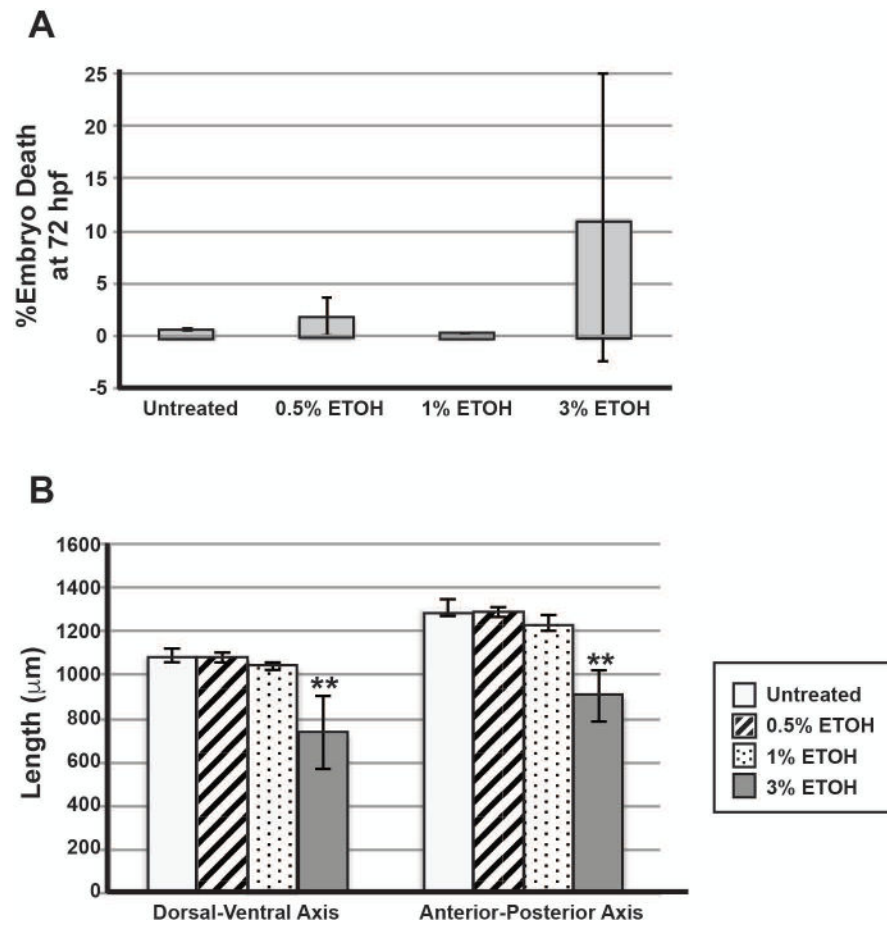 A
%Embryo Death
at 72 hpf
25
20
15
10
5
0
-5
Untreated
0.5% ETOH
1% ETOH
3% ETOH
B
Length (μm)
1600
1400
1200
1000
800
600
400
200
0
**
**
Dorsal-Ventral Axis
Anterior-Posterior Axis
Untreated
0.5% ETOH
1% ETOH
3% ETOH